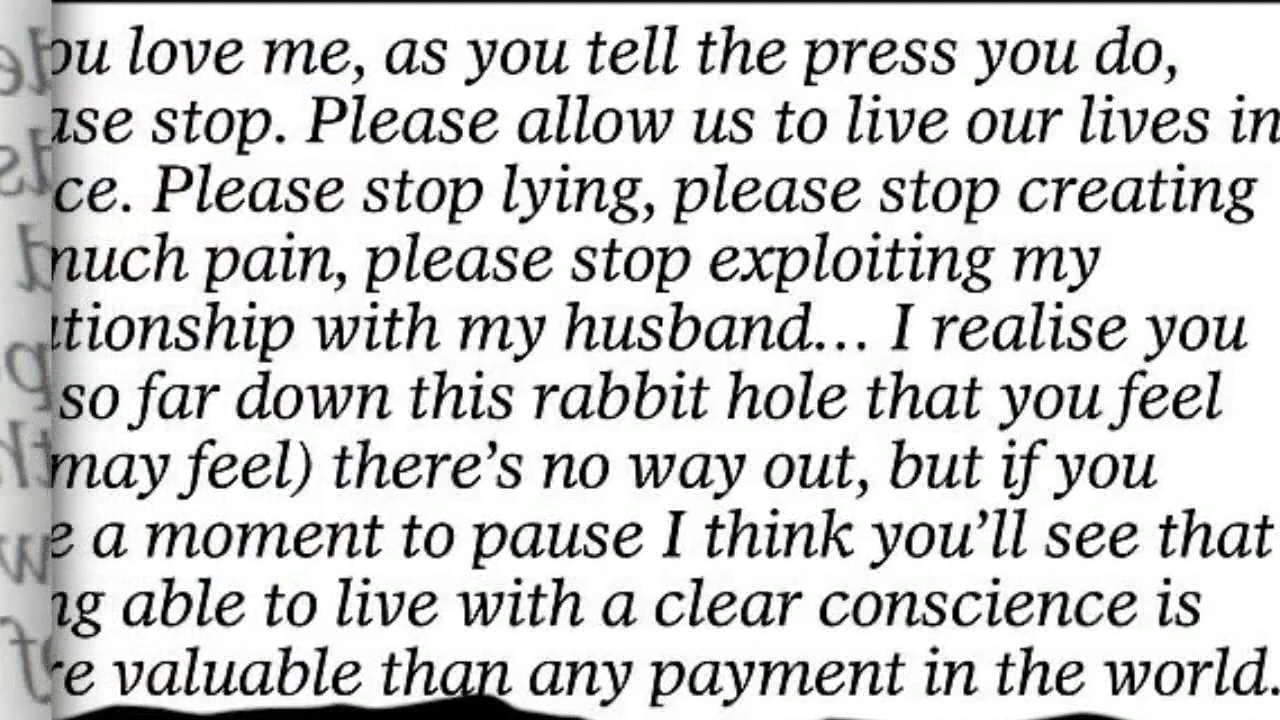 ou love me, as you tell the press you do,
ase stop. Please allow us to live our lives in
ce. Please stop lying, please stop creating
much pain, please stop exploiting my
tionship with my husband... I realise you
so far down this rabbit hole that you feel
may feel) there's no way out, but if you
e a moment to pause I think you'll see that
ng able to live with a clear conscience is
re valuable than any payment in the world.